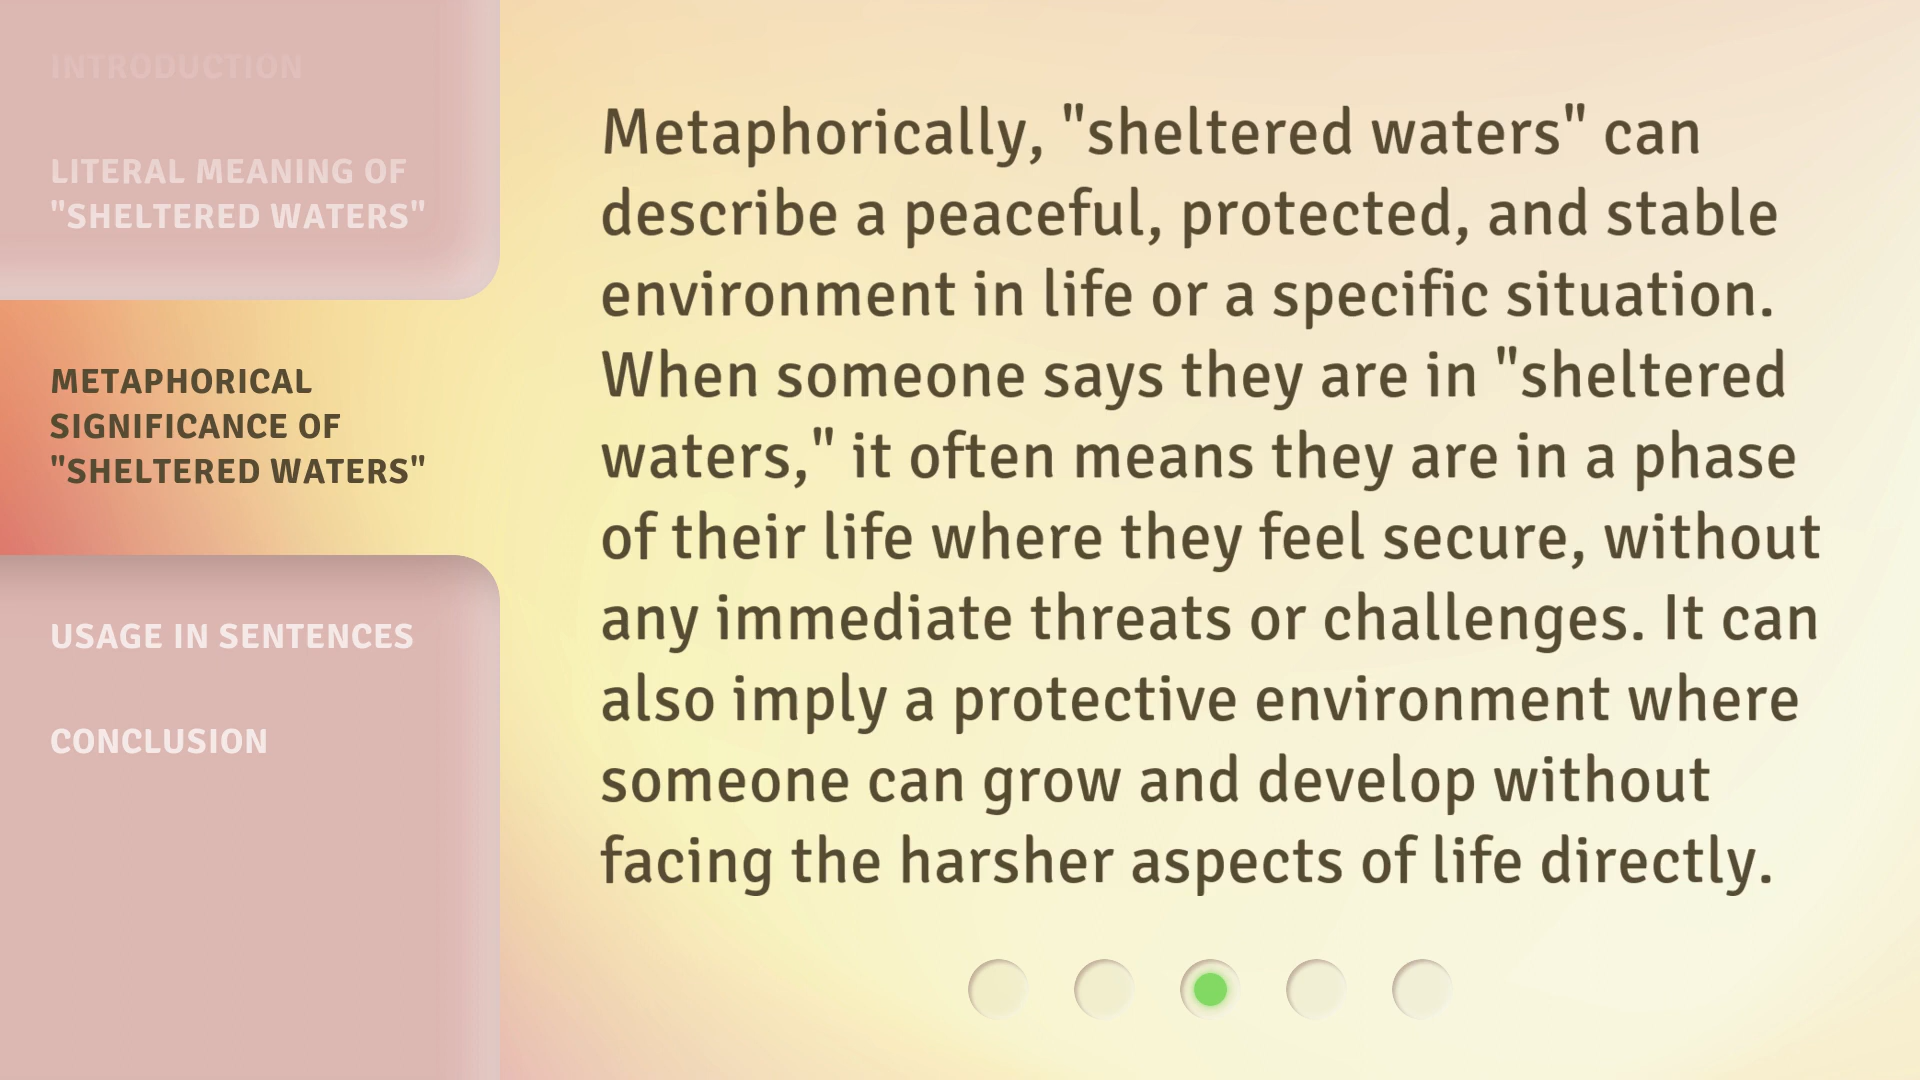 INTRODUCTION
LITERAL MEANING OF
"SHELTERED WATERS"
METAPHORICAL
SIGNIFICANCE OF
"SHELTERED WATERS"
USAGE IN SENTENCES
CONCLUSION
Metaphorically, "sheltered waters" can
describe a peaceful, protected, and stable
environment in life or a specific situation.
When someone says they are in "sheltered
waters," it often means they are in a phase
of their life where they feel secure, without
any immediate threats or challenges. It can
also imply a protective environment where
someone can grow and develop without
facing the harsher aspects of life directly.